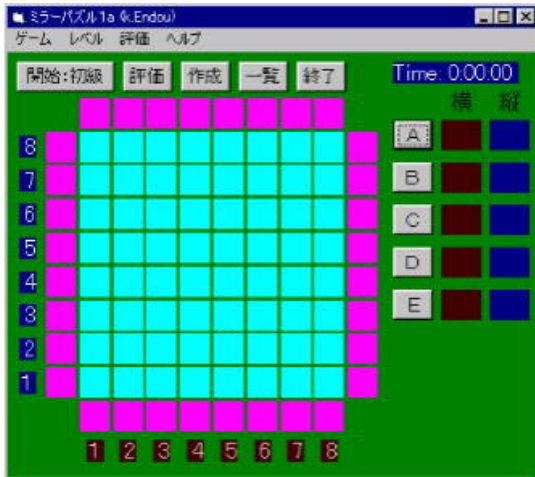 ミラーパズル1a (k.Endou)
ゲーム レベル 評価 ヘルプ
開始:初級 評価 作成 一覧 終了 Time: 0:00:00
横 縦
A
8
B
7
6
C
5
D
4
E
3
2
1
1 2 3 4 5 6 7 8